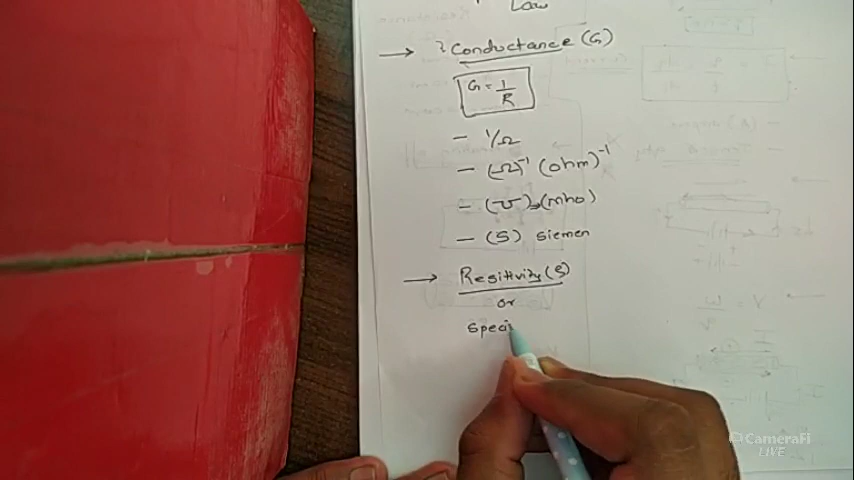 Law
→ Conductance (G)
G = 1/R
- 1/Ω
- (Ω)⁻¹ (ohm)⁻¹
- (℧) (mho)
- (S) Siemen
→ Resitivity (ρ)
or
Speci
CameraFi
LIVE